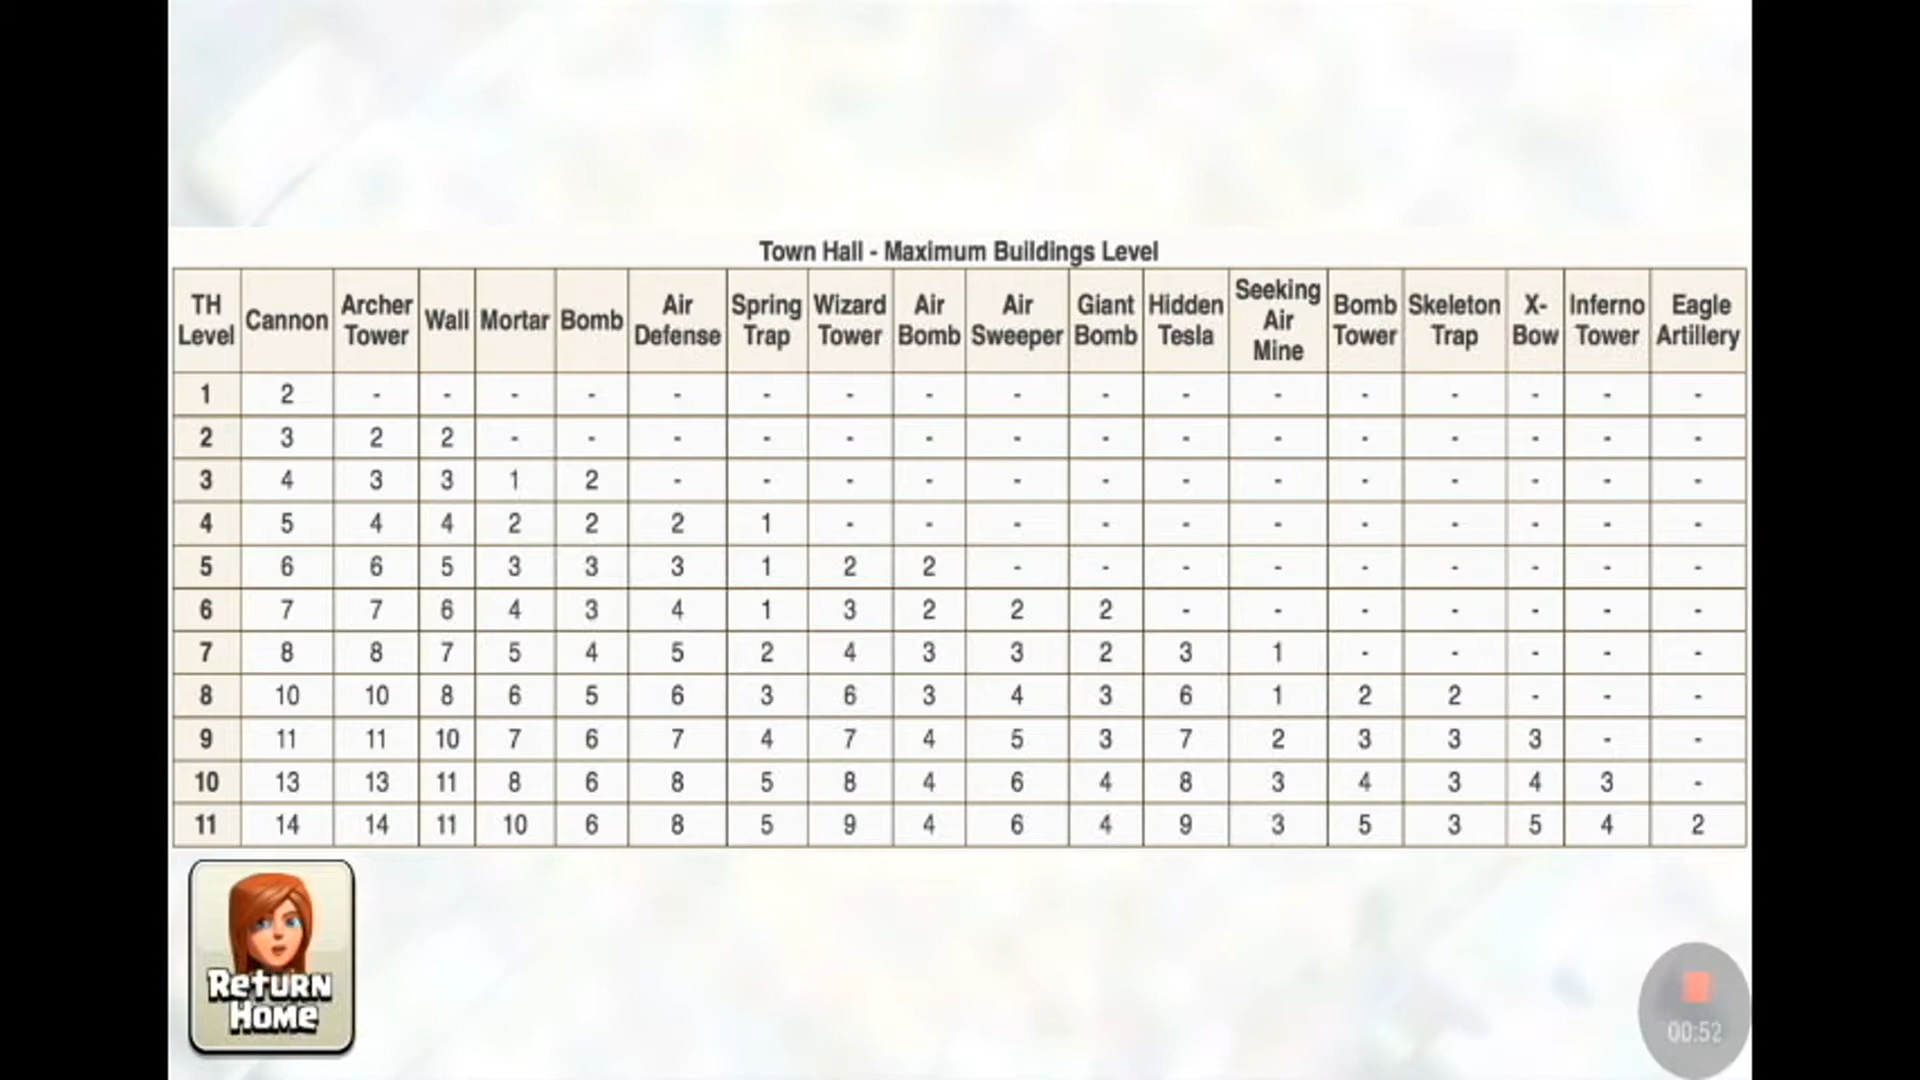 Town Hall - Maximum Buildings Level
TH Level Cannon Archer Tower Wall Mortar Bomb Air Defense Spring Trap Wizard Tower Air Bomb Air Sweeper Giant Bomb Hidden Tesla Seeking Air Mine Bomb Tower Skeleton Trap X-Bow Inferno Tower Eagle Artillery
1 2 - - - - - - - - - - - - - - - - -
2 3 2 2 - - - - - - - - - - - - - - -
3 4 3 3 1 2 - - - - - - - - - - - - -
4 5 4 4 2 2 2 1 - - - - - - - - - - -
5 6 6 5 3 3 3 1 2 2 - - - - - - - - -
6 7 7 6 4 3 4 1 3 2 2 2 - - - - - - -
7 8 8 7 5 4 5 2 4 3 3 2 3 1 - - - - -
8 10 10 8 6 5 6 3 6 3 4 3 6 1 2 2 - - -
9 11 11 10 7 6 7 4 7 4 5 3 7 2 3 3 3 - -
10 13 13 11 8 6 8 5 8 4 6 4 8 3 4 3 4 3 -
11 14 14 11 10 6 8 5 9 4 6 4 9 3 5 3 5 4 2
Return
Home
00:52